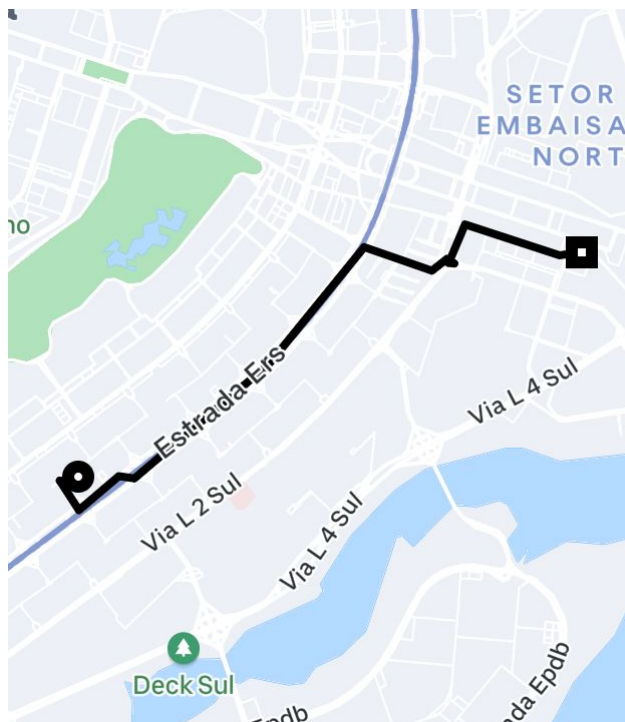 SETOR
EMBAISA
NORT
no
Estrada Ers
Via L 4 Sul
Via L 2 Sul
Via L 4 Sul
Deck Sul
Epdb
ada Epdb